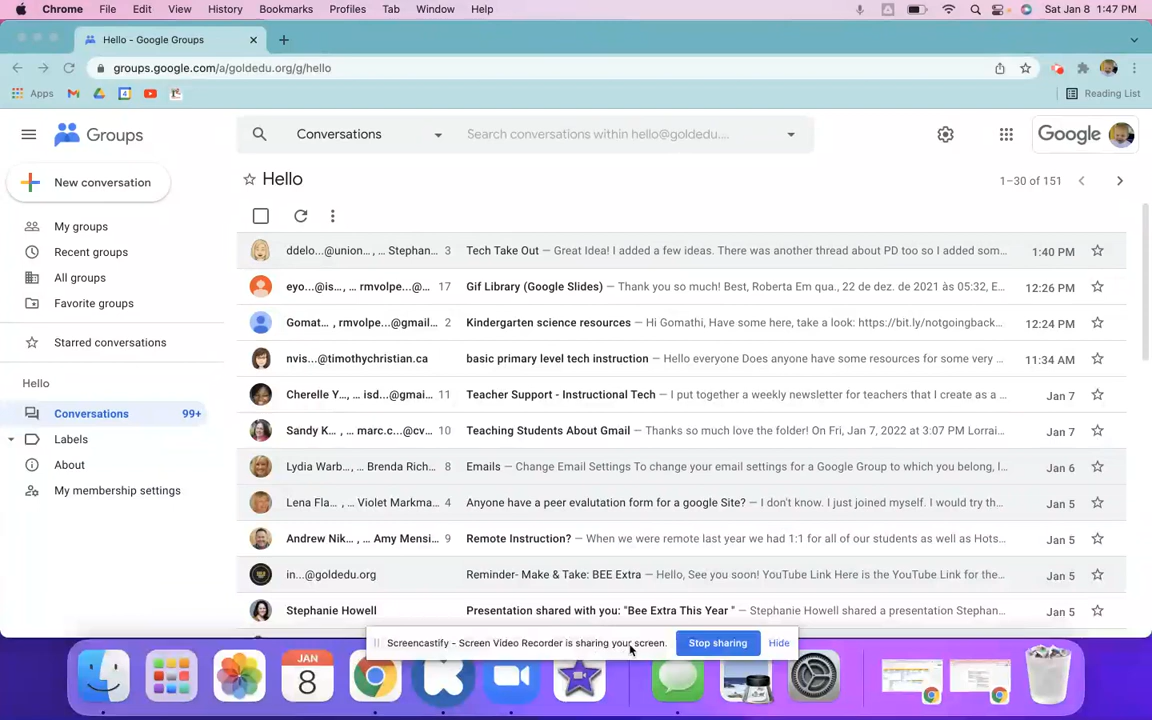 Chrome File Edit View History Bookmarks Profiles Tab Window Help Sat Jan 8 1:47 PM
Hello - Google Groups
groups.google.com/a/goldedu.org/g/hello
Apps Reading List
Groups Conversations Search conversations within hello@goldedu.... Google
New conversation
Hello 1–30 of 151
My groups
Recent groups
All groups
Favorite groups
Starred conversations
Hello
Conversations 99+
Labels
About
My membership settings
ddelo...@union... , ... Stephan... 3 Tech Take Out — Great Idea! I added a few ideas. There was another thread about PD too so I added som... 1:40 PM
eyo...@is... , ... rmvolpe...@... 17 Gif Library (Google Slides) — Thank you so much! Best, Roberta Em qua., 22 de dez. de 2021 às 05:32, E... 12:26 PM
Gomat... , rmvolpe...@gmail... 2 Kindergarten science resources — Hi Gomathi, Have some here, take a look: https://bit.ly/notgoingback... 12:24 PM
nvis...@timothychristian.ca basic primary level tech instruction — Hello everyone Does anyone have some resources for some very ... 11:34 AM
Cherelle Y... , ... isd...@gmai... 11 Teacher Support - Instructional Tech — I put together a weekly newsletter for teachers that I create as a ... Jan 7
Sandy K... , ... marc.c...@cv... 10 Teaching Students About Gmail — Thanks so much love the folder! On Fri, Jan 7, 2022 at 3:07 PM Lorrai... Jan 7
Lydia Warb... , ... Brenda Rich... 8 Emails — Change Email Settings To change your email settings for a Google Group to which you belong, l... Jan 6
Lena Fla... , ... Violet Markma... 4 Anyone have a peer evalutation form for a google Site? — I don't know. I just joined myself. I would try th... Jan 5
Andrew Nik... , ... Amy Mensi... 9 Remote Instruction? — When we were remote last year we had 1:1 for all of our students as well as Hots... Jan 5
in...@goldedu.org Reminder- Make & Take: BEE Extra — Hello, See you soon! YouTube Link Here is the YouTube Link for the... Jan 5
Stephanie Howell Presentation shared with you: "Bee Extra This Year " — Stephanie Howell shared a presentation Stephan... Jan 5
Screencastify - Screen Video Recorder is sharing your screen. Stop sharing Hide
JAN
8